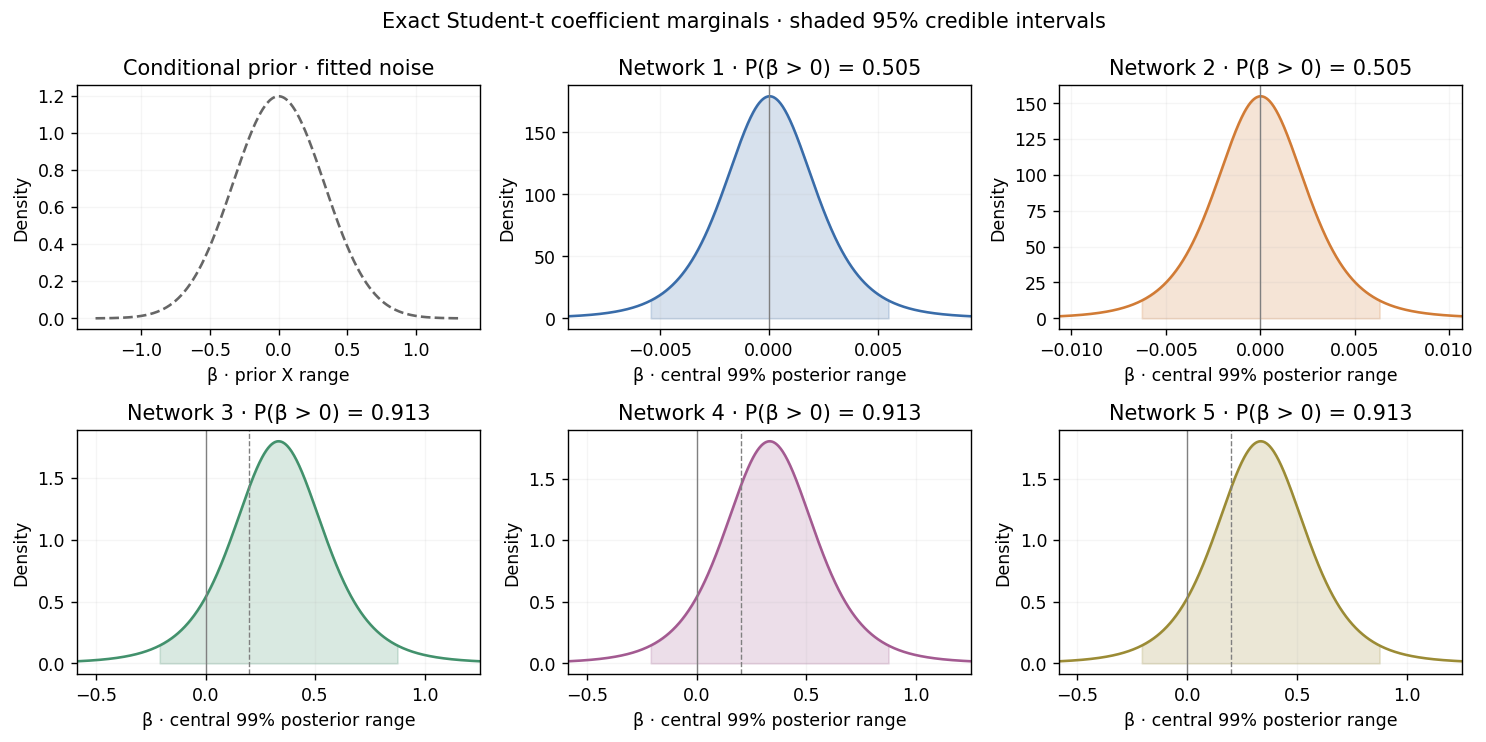 Exact Student-t coefficient marginals · shaded 95% credible intervals
Conditional prior · fitted noise
Density
1.2
1.0
0.8
0.6
0.4
0.2
0.0
−1.0 −0.5 0.0 0.5 1.0
β · prior X range
Network 1 · P(β > 0) = 0.505
Density
150
100
50
0
−0.005 0.000 0.005
β · central 99% posterior range
Network 2 · P(β > 0) = 0.505
Density
150
125
100
75
50
25
0
−0.010 −0.005 0.000 0.005 0.010
β · central 99% posterior range
Network 3 · P(β > 0) = 0.913
Density
1.5
1.0
0.5
0.0
−0.5 0.0 0.5 1.0
β · central 99% posterior range
Network 4 · P(β > 0) = 0.913
Density
1.5
1.0
0.5
0.0
−0.5 0.0 0.5 1.0
β · central 99% posterior range
Network 5 · P(β > 0) = 0.913
Density
1.5
1.0
0.5
0.0
−0.5 0.0 0.5 1.0
β · central 99% posterior range